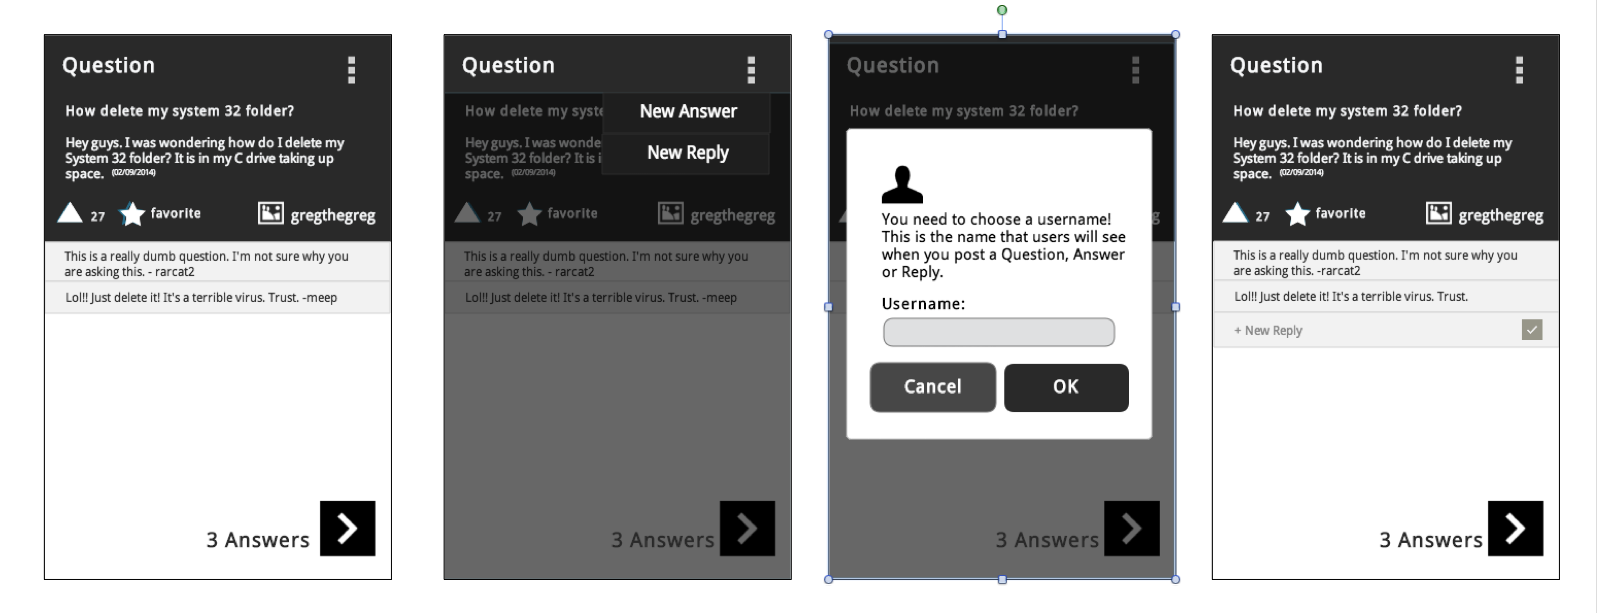 Question
How delete my system 32 folder?
Hey guys. I was wondering how do I delete my
System 32 folder? It is in my C drive taking up
space. (02/09/2014)
27 favorite gregthegreg
This is a really dumb question. I'm not sure why you
are asking this. - rarcat2
Lol!! Just delete it! It's a terrible virus. Trust. -meep
3 Answers
Question
How delete my syste
New Answer
Hey guys. I was wonde
System 32 folder? It is i
New Reply
space. (02/09/2014)
27 favorite gregthegreg
This is a really dumb question. I'm not sure why you
are asking this. - rarcat2
Lol!! Just delete it! It's a terrible virus. Trust. -meep
3 Answers
Question
How delete my system 32 folder?
You need to choose a username!
This is the name that users will see
when you post a Question, Answer
or Reply.
g
Username:
Cancel OK
3 Answers
Question
How delete my system 32 folder?
Hey guys. I was wondering how do I delete my
System 32 folder? It is in my C drive taking up
space. (02/09/2014)
27 favorite gregthegreg
This is a really dumb question. I'm not sure why you
are asking this. -rarcat2
Lol!! Just delete it! It's a terrible virus. Trust.
+ New Reply
3 Answers